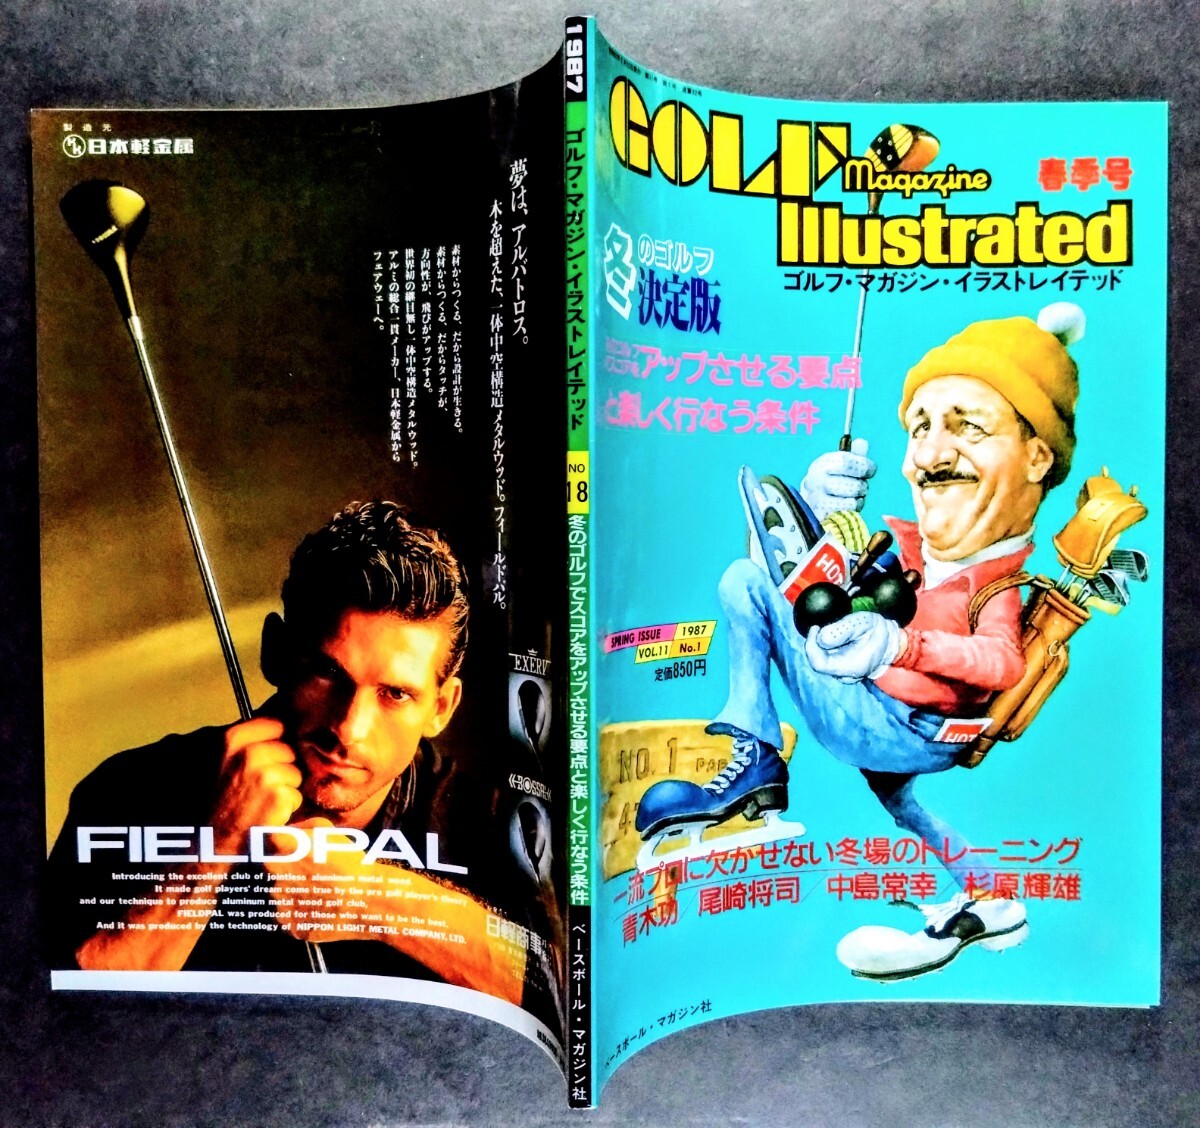 GOLF
Magazine
Illustrated
春季号
ゴルフ・マガジン・イラストレイテッド
冬のゴルフ
決定版
アップさせる要点
と楽しく行なう条件
SPRING ISSUE 1987
VOL.11 No.1
定価850円
HOT
HOT
NO.1
PAR
一流プロに欠かせない冬場のトレーニング
青木功 尾崎将司 中島常幸 杉原輝雄
ベースボール・マガジン社
1987
ゴルフ・マガジン・イラストレイテッド
NO
18
冬のゴルフでスコアをアップさせる要点と楽しく行なう条件
ベースボール・マガジン社
製造元
日本軽金属
夢は、アルバトロス。
木を超えた、一体中空構造メタルウッド。フィールドパル。
素材からつくる、だから設計が生きる。
素材からつくる、だからタッチが、
方向性が、飛びがアップする。
世界初の継目無し、一体中空構造メタルウッド。
アルミの総合一貫メーカー、日本軽金属から
フェアウェーへ。
FIELDPAL
Introducing the excellent club of jointless aluminum metal wood.
It made golf players' dream come true by the pro golf player's theory
and our technique to produce aluminum metal wood golf club,
FIELDPAL was produced for those who want to be the best.
And it was produced by the technology of NIPPON LIGHT METAL COMPANY, LTD.
日軽商事